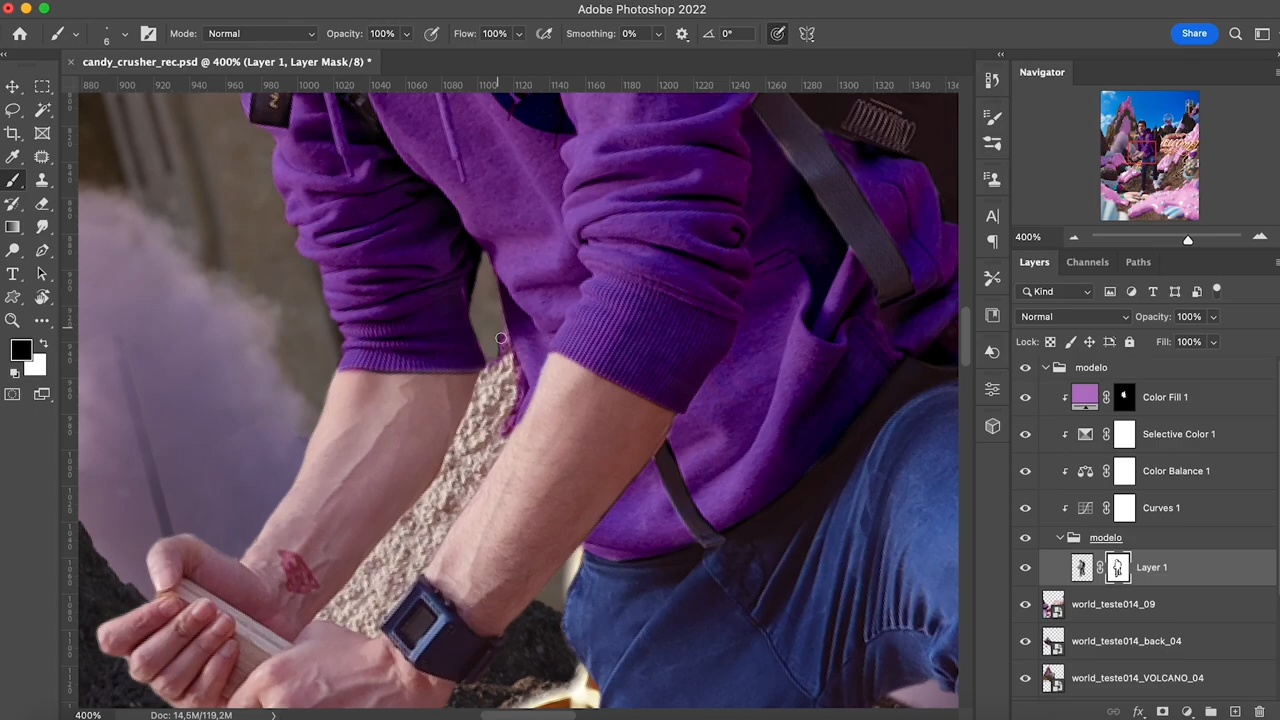 Adobe Photoshop 2022
6 Mode: Normal Opacity: 100% Flow: 100% Smoothing: 0% 0° Share
× candy_crusher_rec.psd @ 400% (Layer 1, Layer Mask/8) *
880 900 920 940 960 980 1000 1020 1040 1060 1080 1100 1120 1140 1160 1180 1200 1220 1240 1260 1280 1300 1320 1340 136
Navigator
400%
Layers Channels Paths
Kind
Normal Opacity: 100%
Lock: Fill: 100%
modelo
Color Fill 1
Selective Color 1
Color Balance 1
Curves 1
modelo
Layer 1
world_teste014_09
world_teste014_back_04
world_teste014_VOLCANO_04
400% Doc: 14,5M/119,2M